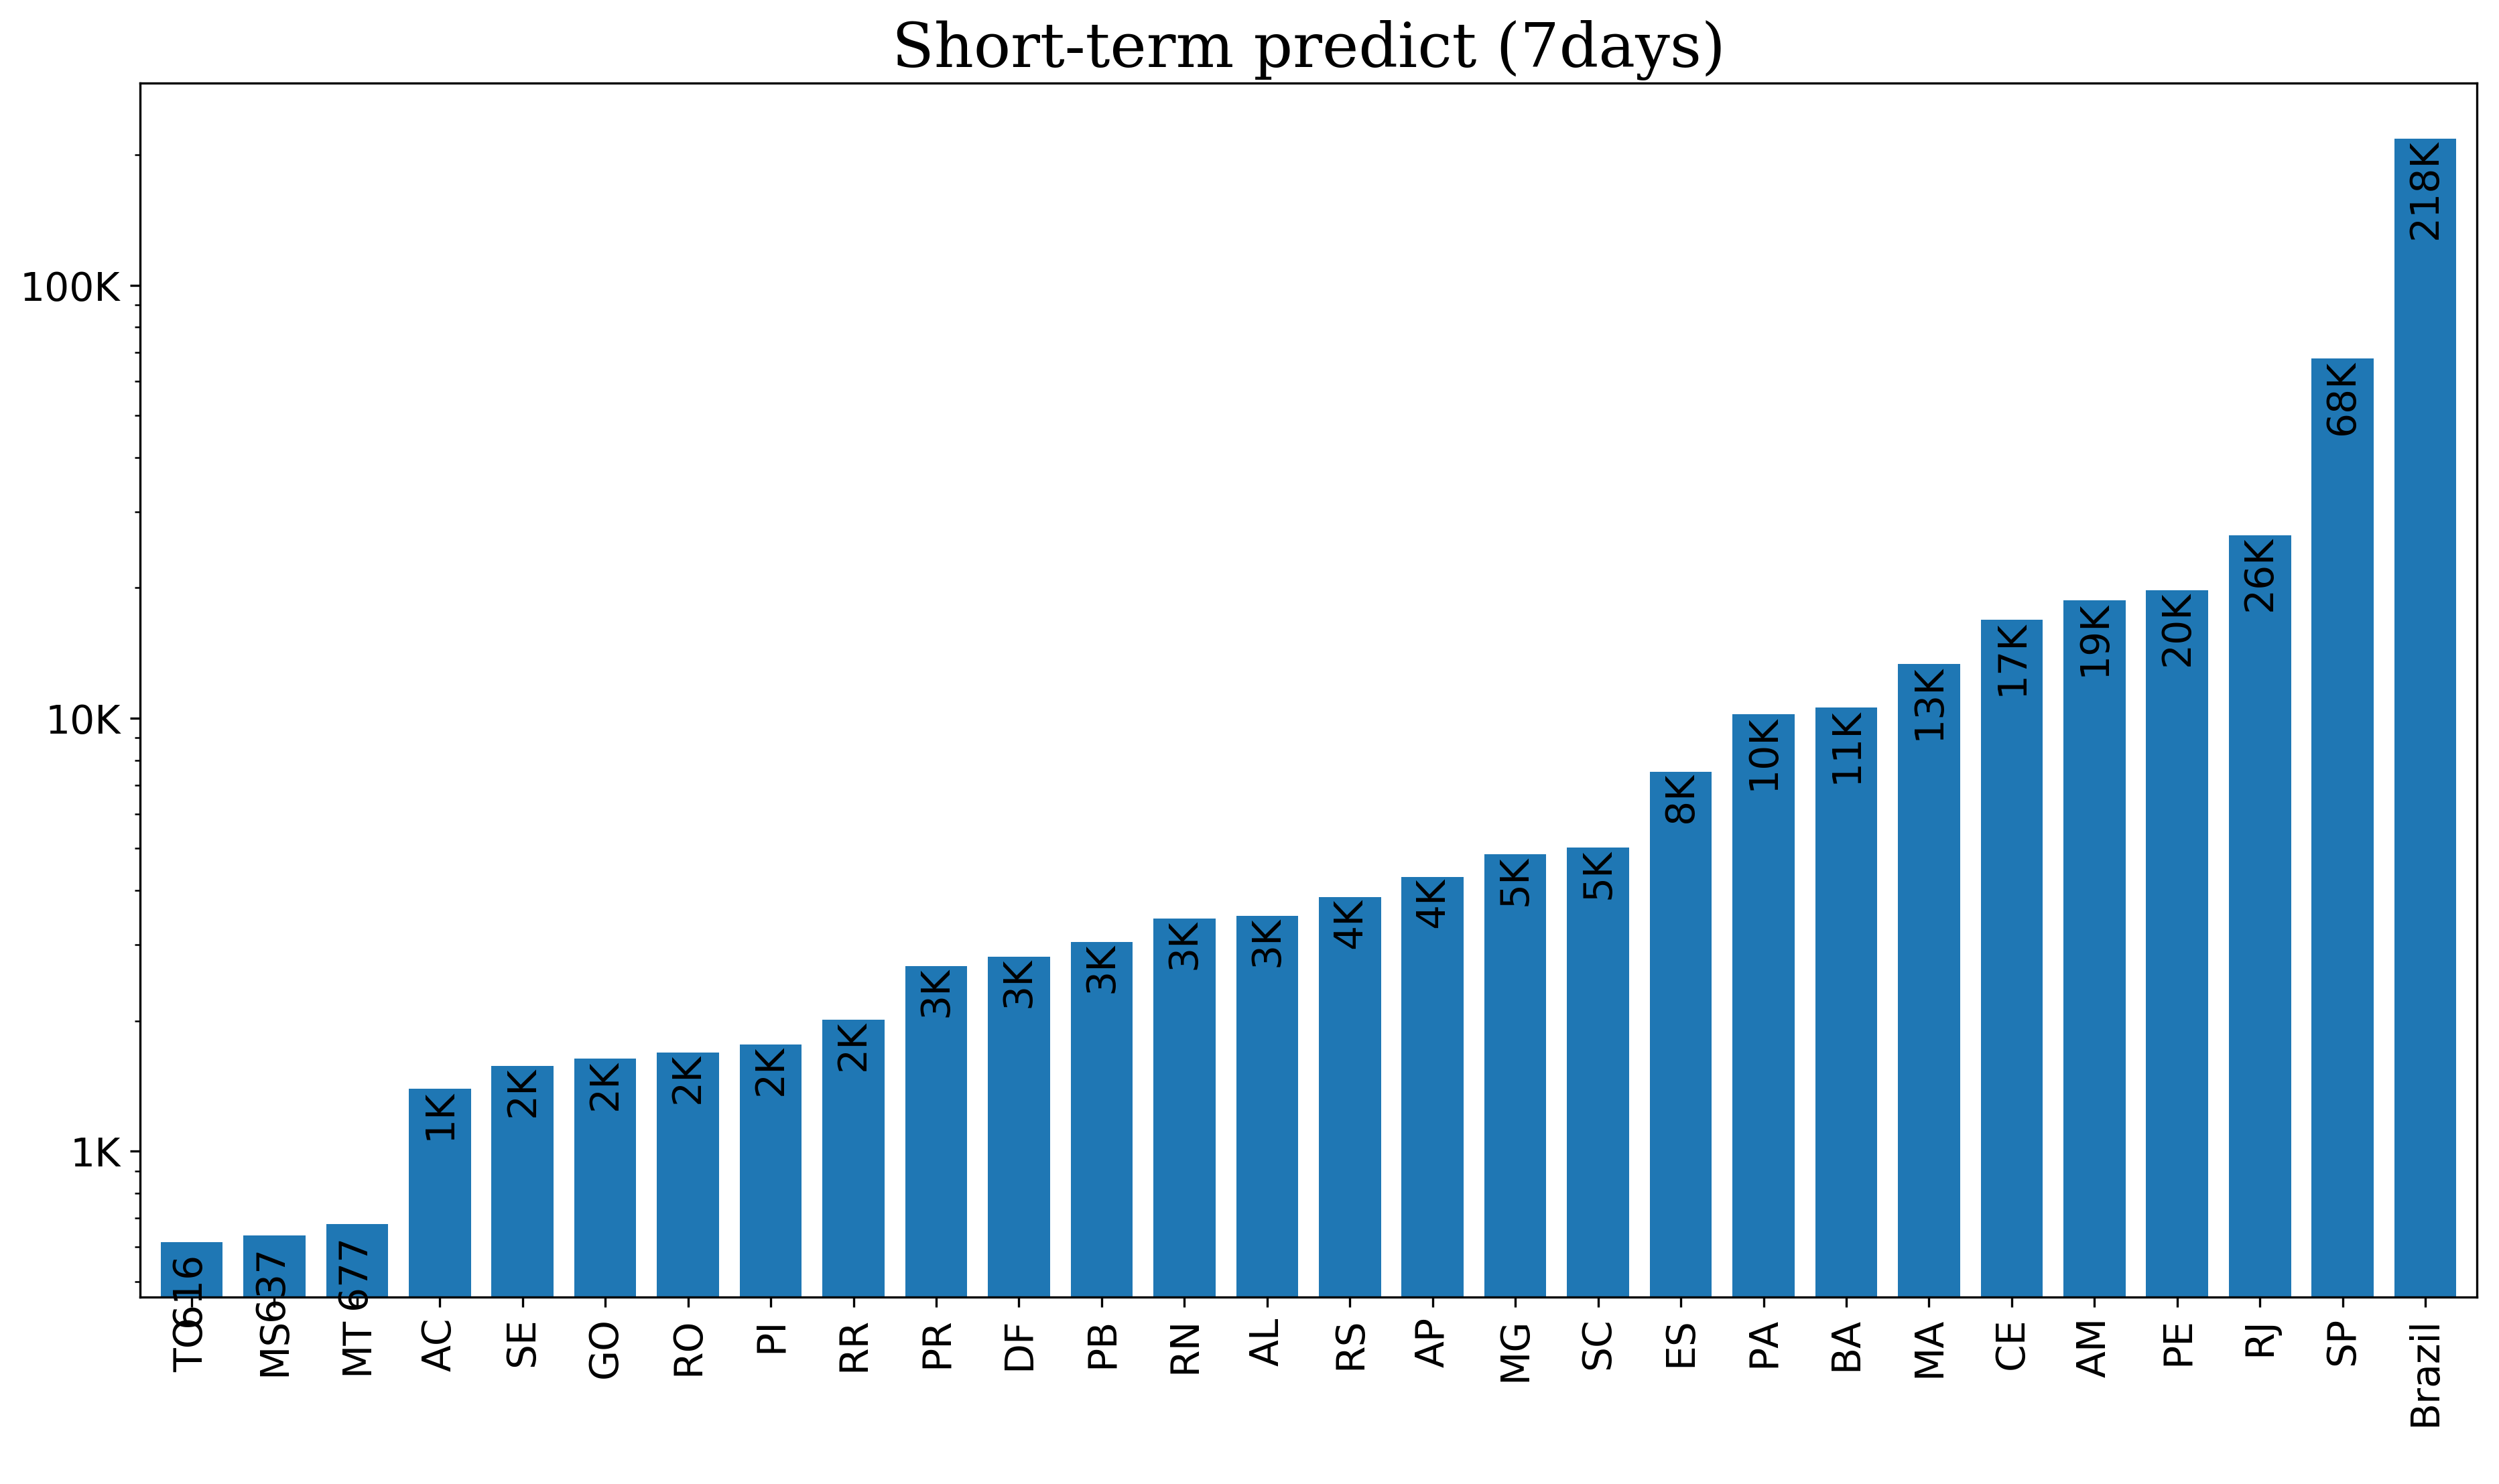 Short-term predict (7days)
100K
10K
1K
616
637
677
1K
2K
2K
2K
2K
2K
3K
3K
3K
3K
3K
4K
4K
5K
5K
8K
10K
11K
13K
17K
19K
20K
26K
68K
218K
TO
MS
MT
AC
SE
GO
RO
PI
RR
PR
DF
PB
RN
AL
RS
AP
MG
SC
ES
PA
BA
MA
CE
AM
PE
RJ
SP
Brazil